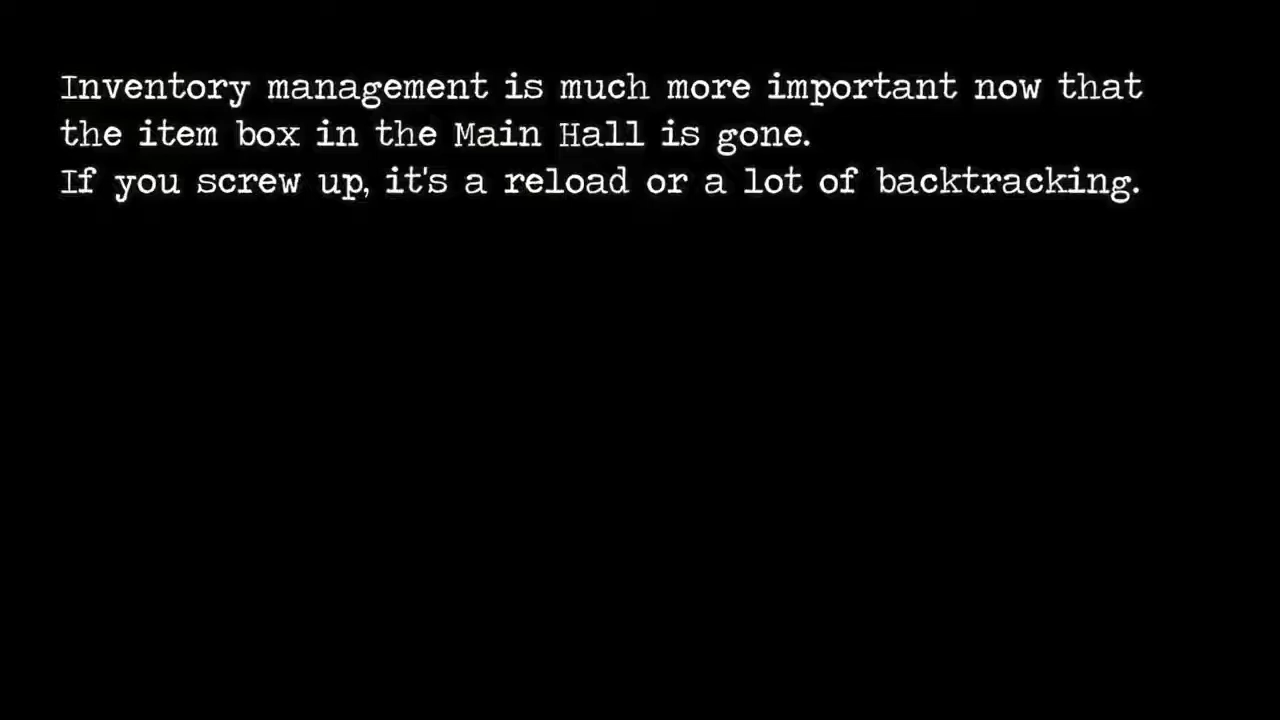 Inventory management is much more important now that
the item box in the Main Hall is gone.
If you screw up, it's a reload or a lot of backtracking.